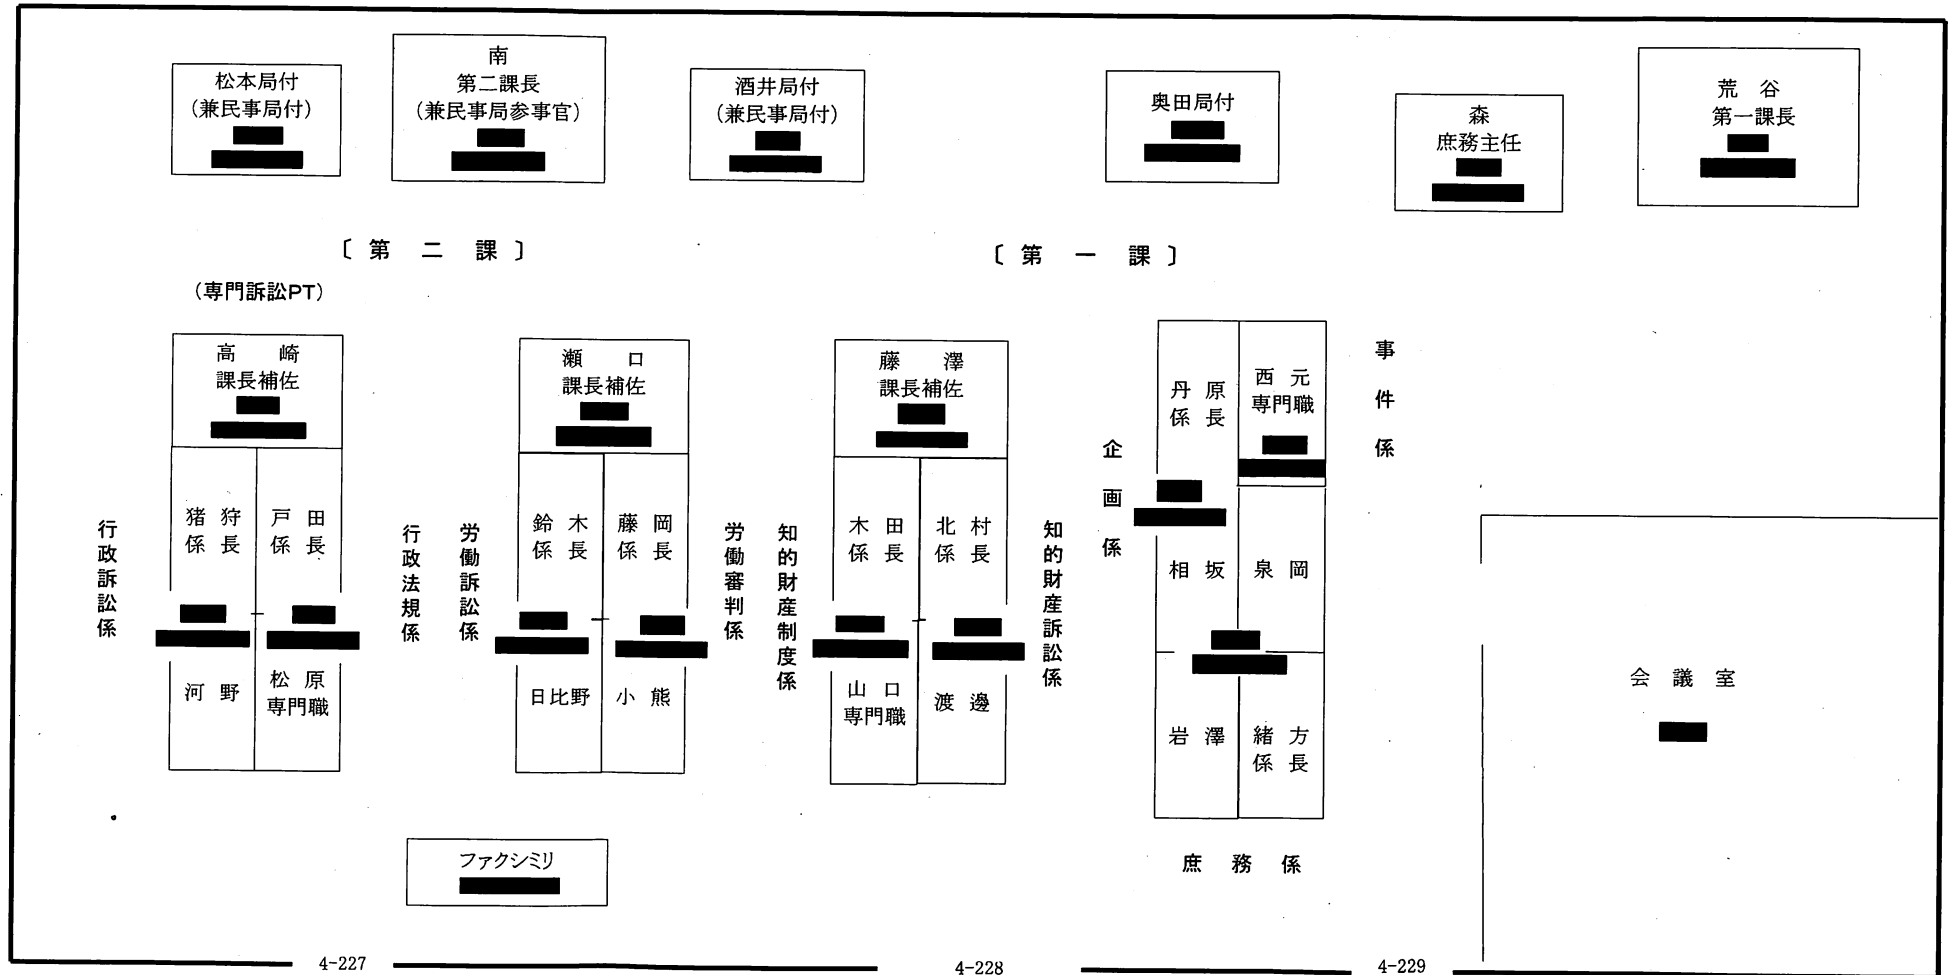 松本局付
(兼民事局付)
南
第二課長
(兼民事局参事官)
酒井局付
(兼民事局付)
奥田局付
森
庶務主任
荒谷
第一課長
〔第二課〕
〔第一課〕
(専門訴訟PT)
高崎
課長補佐
猪狩
係長
戸田
係長
河野
松原
専門職
行政訴訟係
行政法規係
瀬口
課長補佐
鈴木
係長
藤岡
係長
日比野
小熊
労働訴訟係
労働審判係
藤澤
課長補佐
木田
係長
北村
係長
山口
専門職
渡邊
知的財産制度係
知的財産訴訟係
丹原
係長
西元
専門職
相坂
泉岡
岩澤
緒方
係長
企画係
事件係
庶務係
会議室
ファクシミリ
4-227
4-228
4-229